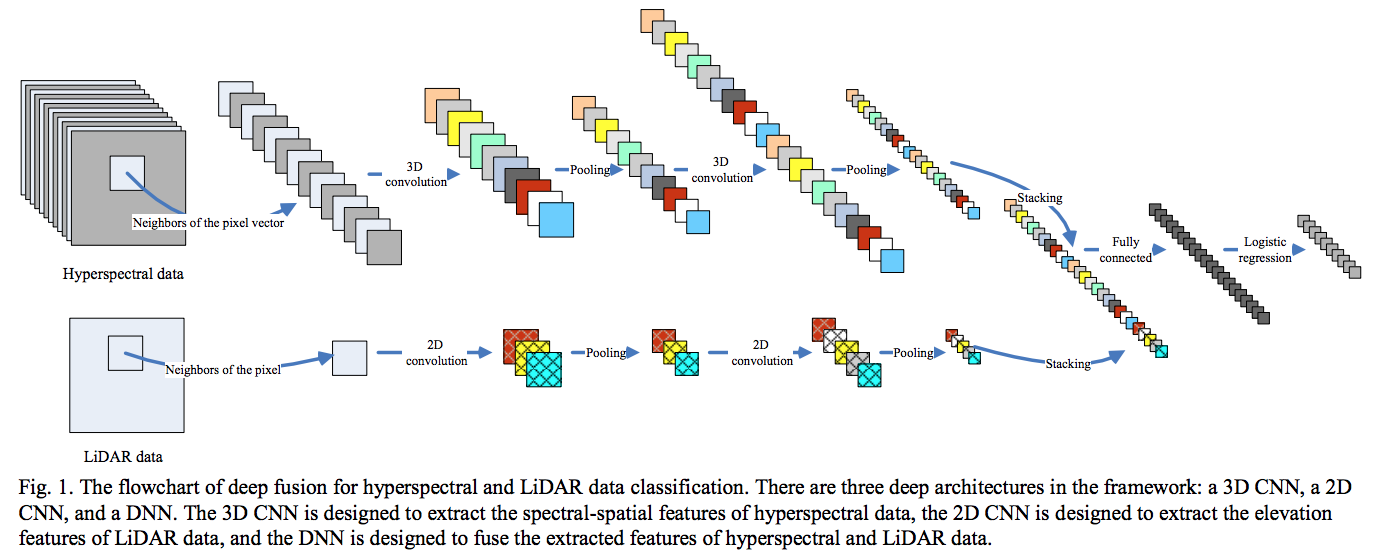 Neighbors of the pixel vector
Hyperspectral data
3D
convolution
Pooling
3D
convolution
Pooling
Stacking
Fully
connected
Logistic
regression
Neighbors of the pixel
LiDAR data
2D
convolution
Pooling
2D
convolution
Pooling
Stacking
Fig. 1. The flowchart of deep fusion for hyperspectral and LiDAR data classification. There are three deep architectures in the framework: a 3D CNN, a 2D
CNN, and a DNN. The 3D CNN is designed to extract the spectral-spatial features of hyperspectral data, the 2D CNN is designed to extract the elevation
features of LiDAR data, and the DNN is designed to fuse the extracted features of hyperspectral and LiDAR data.